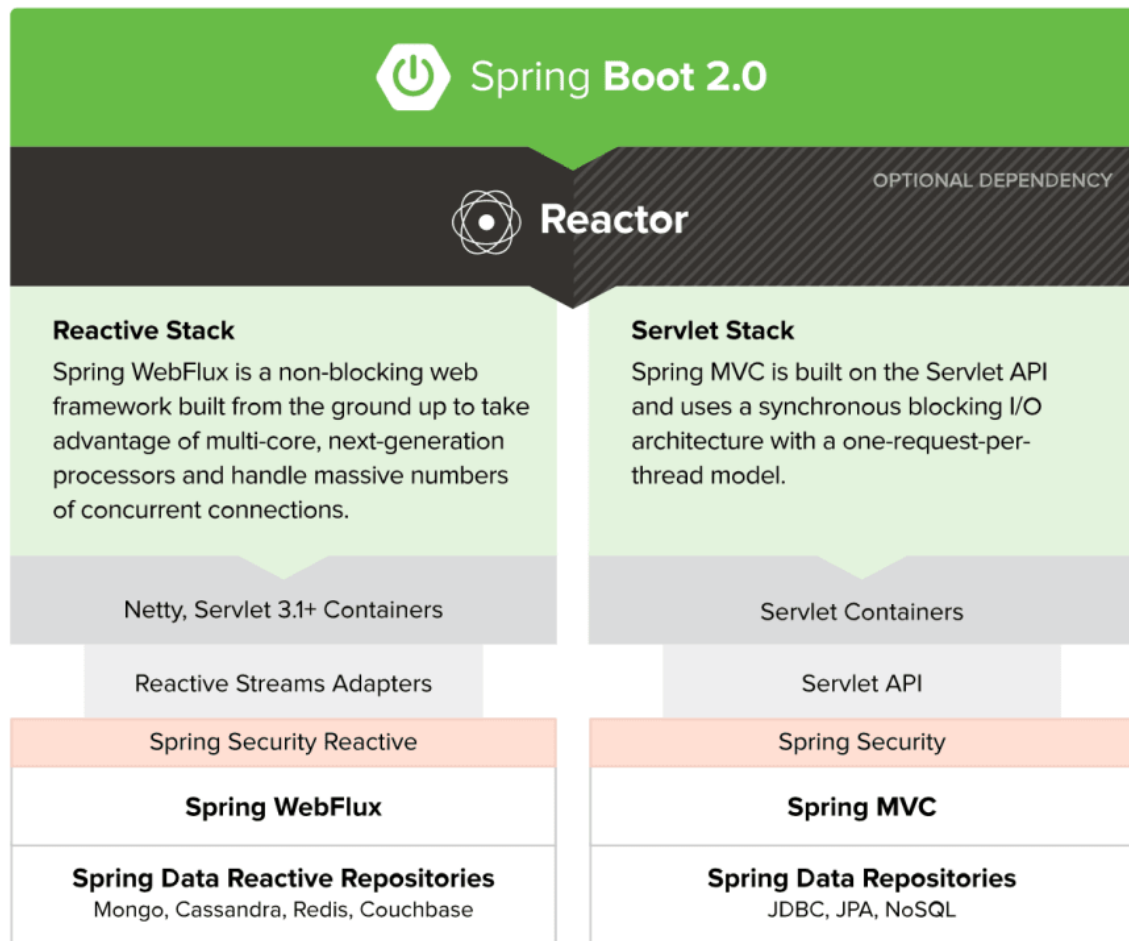 Spring Boot 2.0
OPTIONAL DEPENDENCY
Reactor
Reactive Stack
Spring WebFlux is a non-blocking web
framework built from the ground up to take
advantage of multi-core, next-generation
processors and handle massive numbers
of concurrent connections.
Netty, Servlet 3.1+ Containers
Reactive Streams Adapters
Spring Security Reactive
Spring WebFlux
Spring Data Reactive Repositories
Mongo, Cassandra, Redis, Couchbase
Servlet Stack
Spring MVC is built on the Servlet API
and uses a synchronous blocking I/O
architecture with a one-request-per-
thread model.
Servlet Containers
Servlet API
Spring Security
Spring MVC
Spring Data Repositories
JDBC, JPA, NoSQL